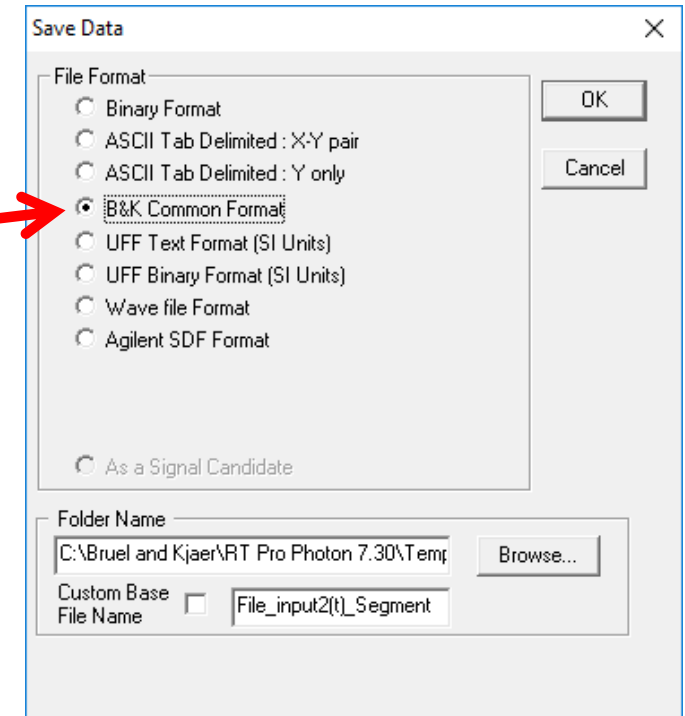 Save Data
File Format
Binary Format
ASCII Tab Delimited : X-Y pair
ASCII Tab Delimited : Y only
B&K Common Format
UFF Text Format (SI Units)
UFF Binary Format (SI Units)
Wave file Format
Agilent SDF Format
As a Signal Candidate
OK
Cancel
Folder Name
C:\Bruel and Kjaer\RT Pro Photon 7.30\Temp
Browse...
Custom Base
File Name
File_input2(t)_Segment